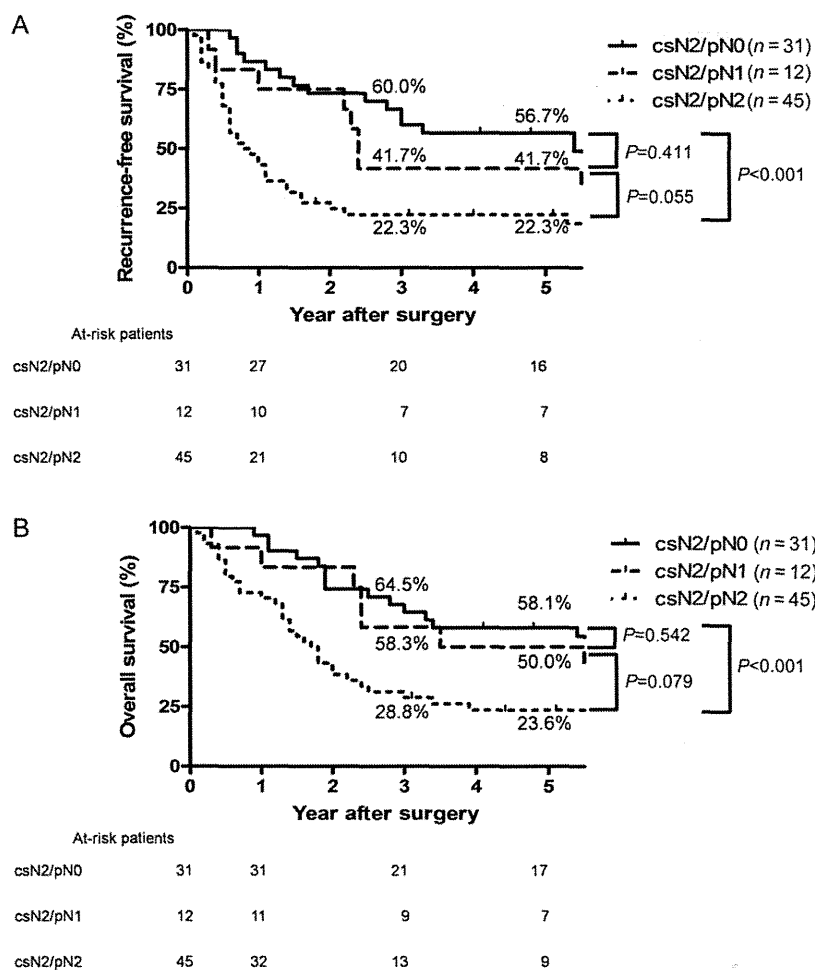 A
Recurrence-free survival (%)
100
75
50
25
0
0 1 2 3 4 5
Year after surgery
60.0%
56.7%
41.7%
41.7%
22.3%
22.3%
csN2/pN0 (n = 31)
csN2/pN1 (n = 12)
csN2/pN2 (n = 45)
P=0.411
P=0.055
P<0.001
At-risk patients
csN2/pN0 31 27 20 16
csN2/pN1 12 10 7 7
csN2/pN2 45 21 10 8
B
Overall survival (%)
100
75
50
25
0
0 1 2 3 4 5
Year after surgery
64.5%
58.1%
58.3%
50.0%
28.8%
23.6%
csN2/pN0 (n = 31)
csN2/pN1 (n = 12)
csN2/pN2 (n = 45)
P=0.542
P=0.079
P<0.001
At-risk patients
csN2/pN0 31 31 21 17
csN2/pN1 12 11 9 7
csN2/pN2 45 32 13 9